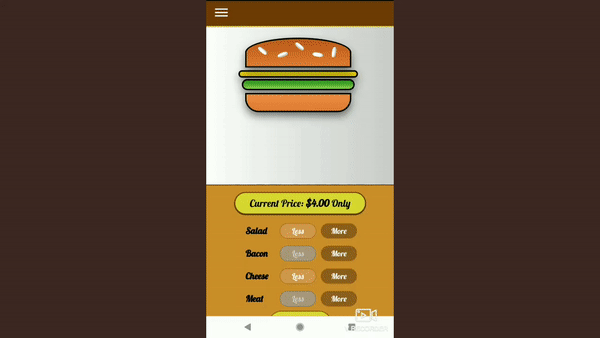 Current Price: $4.00 Only
Salad Less More
Bacon Less More
Cheese Less More
Meat Less More